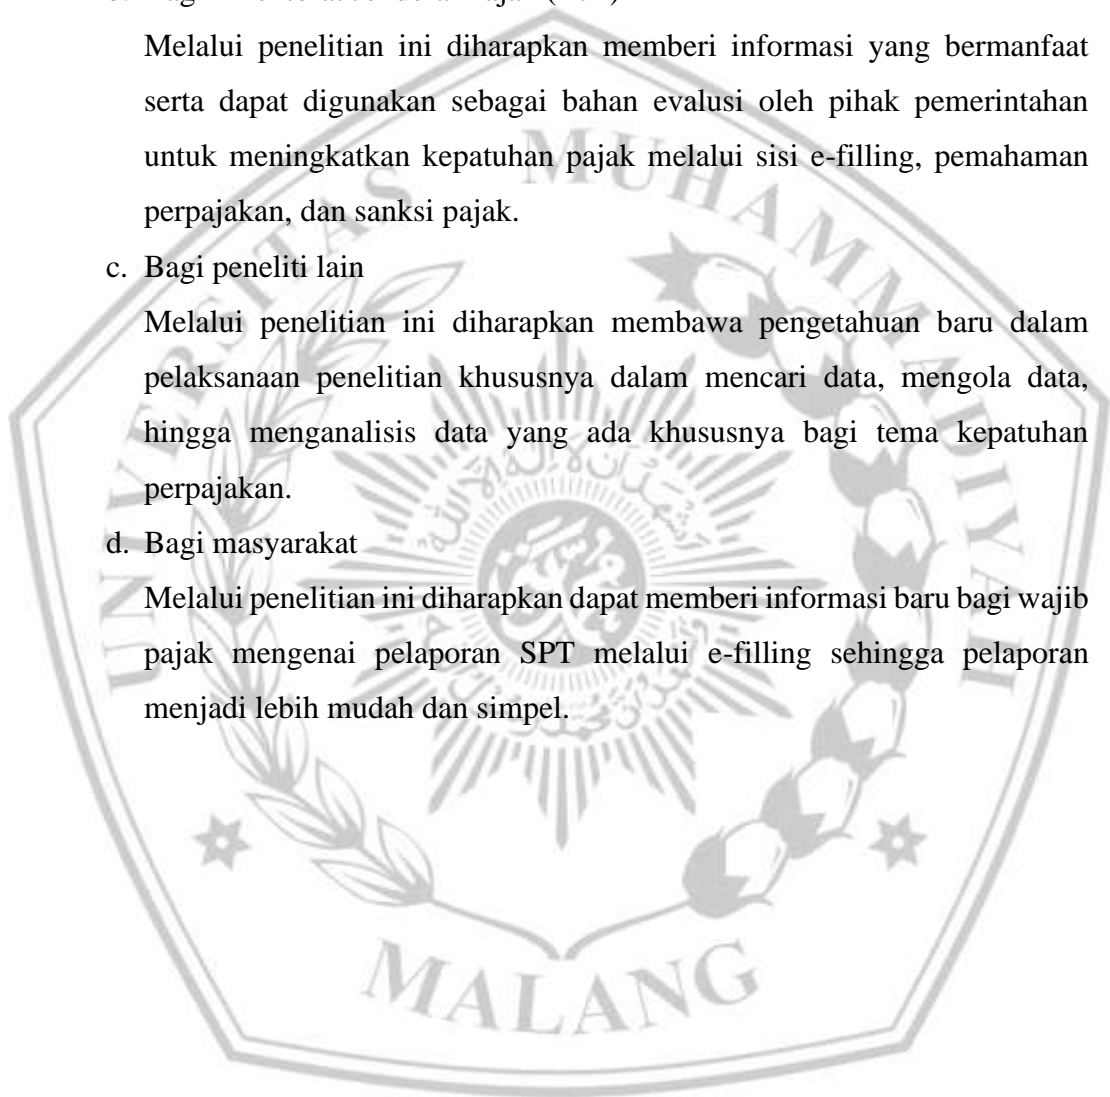 Melalui penelitian ini diharapkan memberi informasi yang bermanfaat
serta dapat digunakan sebagai bahan evalusi oleh pihak pemerintahan
untuk meningkatkan kepatuhan pajak melalui sisi e-filling, pemahaman
perpajakan, dan sanksi pajak.
c. Bagi peneliti lain
Melalui penelitian ini diharapkan membawa pengetahuan baru dalam
pelaksanaan penelitian khususnya dalam mencari data, mengola data,
hingga menganalisis data yang ada khususnya bagi tema kepatuhan
perpajakan.
d. Bagi masyarakat
Melalui penelitian ini diharapkan dapat memberi informasi baru bagi wajib
pajak mengenai pelaporan SPT melalui e-filling sehingga pelaporan
menjadi lebih mudah dan simpel.
UNIVERSITAS MUHAMMADIYAH
MALANG